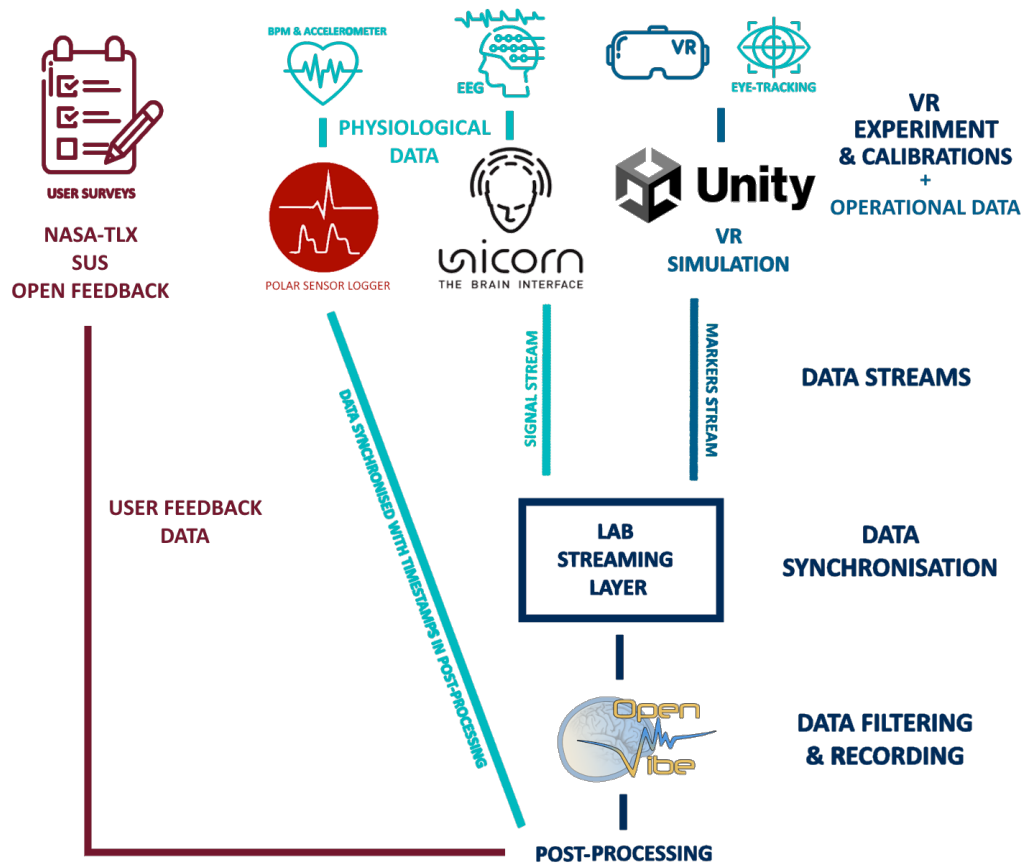 BPM & ACCELEROMETER
EEG
VR
EYE-TRACKING
USER SURVEYS
NASA-TLX
SUS
OPEN FEEDBACK
PHYSIOLOGICAL
DATA
POLAR SENSOR LOGGER
unicorn
THE BRAIN INTERFACE
Unity
VR
SIMULATION
VR
EXPERIMENT
& CALIBRATIONS
+
OPERATIONAL DATA
DATA SYNCHRONISED WITH TIMESTAMPS IN POST-PROCESSING
SIGNAL STREAM
MARKERS STREAM
DATA STREAMS
USER FEEDBACK
DATA
LAB
STREAMING
LAYER
DATA
SYNCHRONISATION
Open
Vibe
DATA FILTERING
& RECORDING
POST-PROCESSING